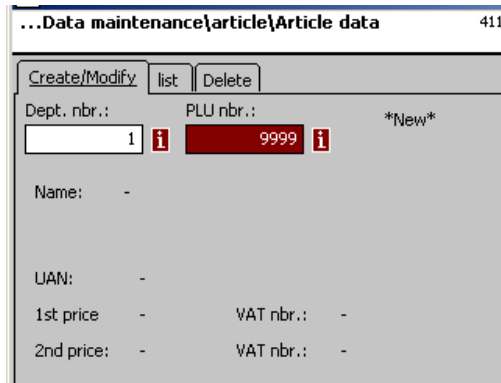 ...Data maintenance\article\Article data 411
Create/Modify list Delete
Dept. nbr.: PLU nbr.: *New*
1 i 9999 i
Name: -
UAN: -
1st price - VAT nbr.: -
2nd price: - VAT nbr.: -